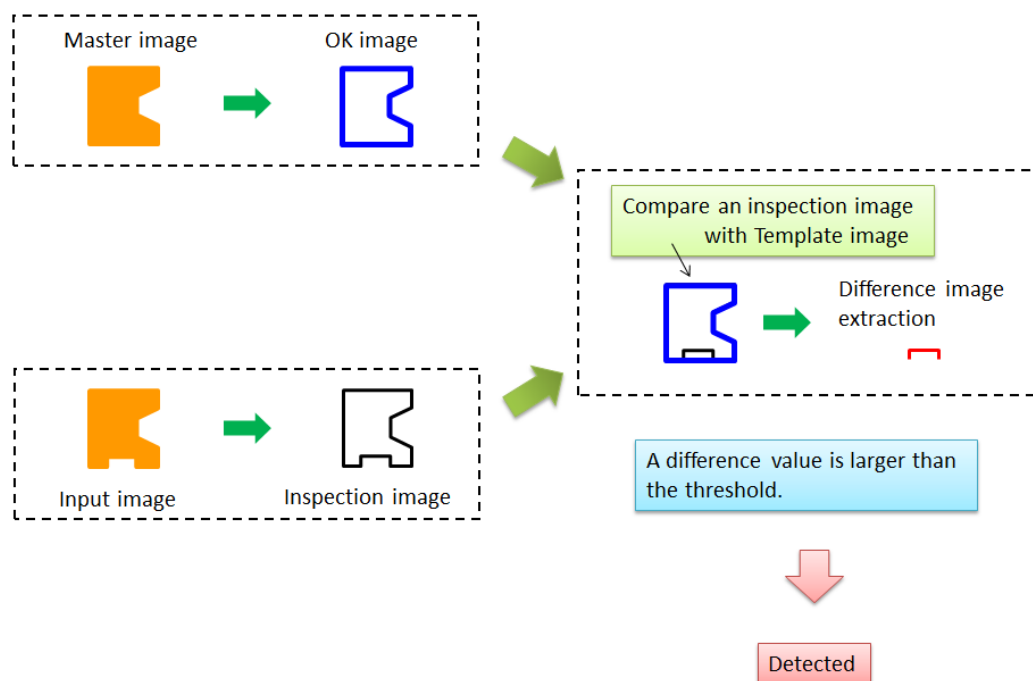 Master image
OK image
Compare an inspection image
with Template image
Difference image
extraction
Input image
Inspection image
A difference value is larger than
the threshold.
Detected